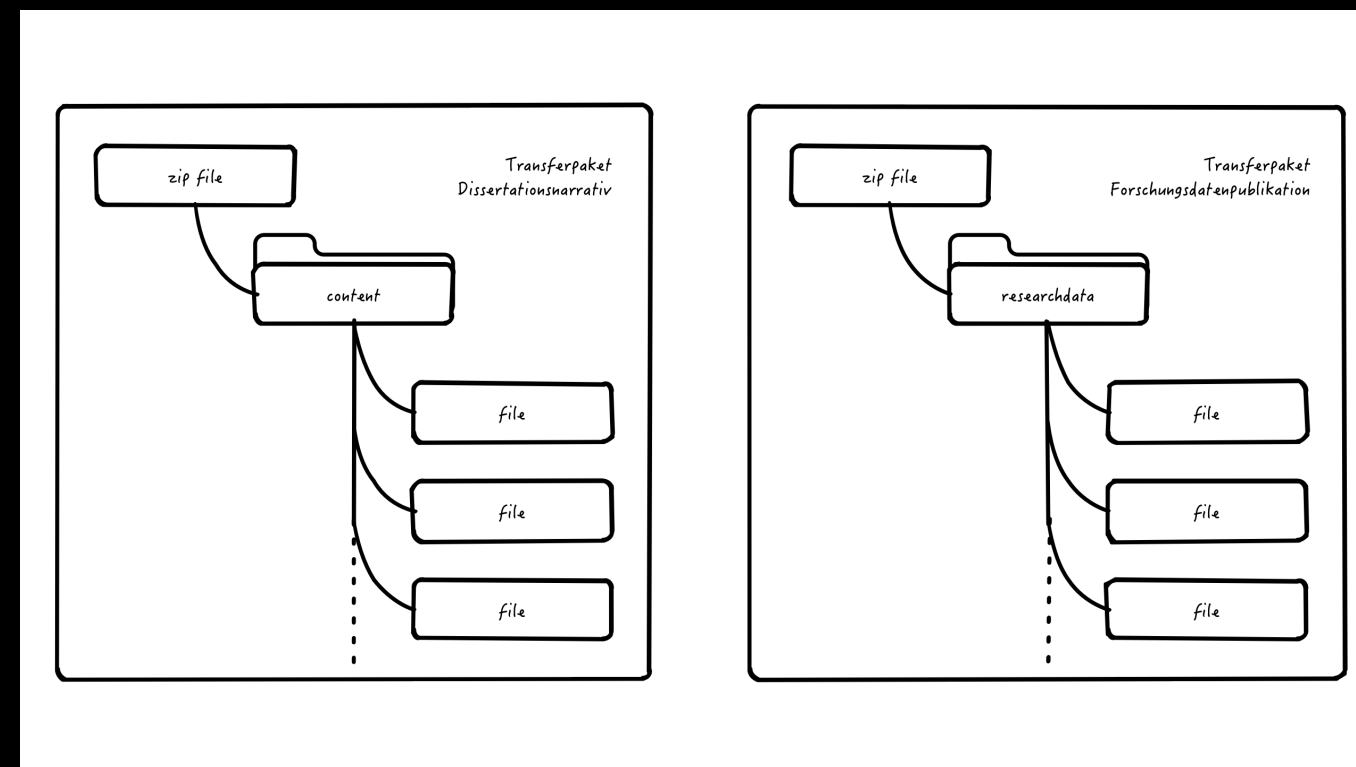 Transferpaket
Dissertationsnarrativ
zip file
content
file
file
file
Transferpaket
Forschungsdatenpublikation
zip file
researchdata
file
file
file